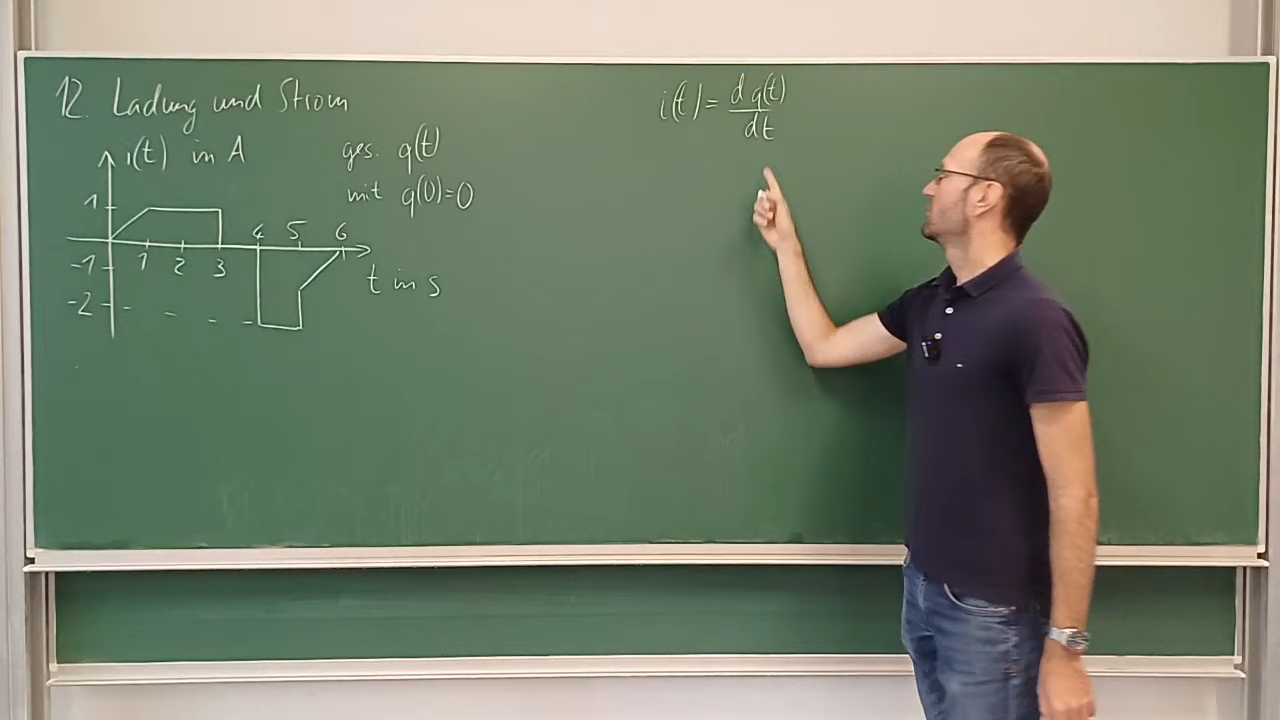 12. Ladung und Strom
i(t) in A
ges. q(t)
mit q(0)=0
1
4 5 6
-1
1 2 3
t in s
-2
i(t) = d q(t) / dt